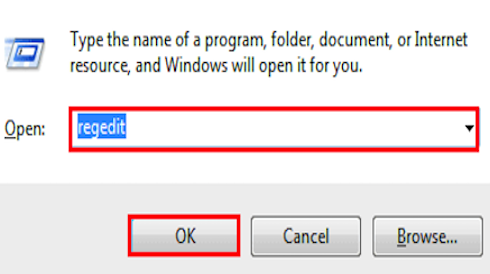 Type the name of a program, folder, document, or Internet
resource, and Windows will open it for you.
Open: regedit
OK Cancel Browse...